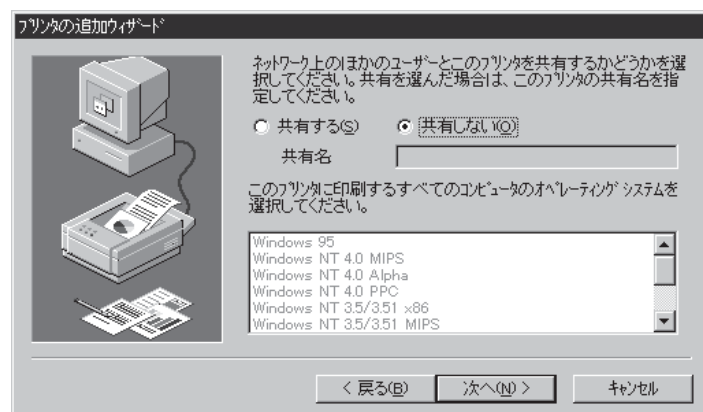 プリンタの追加ウィザード
ネットワーク上のほかのユーザーとこのプリンタを共有するかどうかを選
択してください。共有を選んだ場合は、このプリンタの共有名を指
定してください。
共有する(S) 共有しない(O)
共有名
このプリンタに印刷するすべてのコンピュータのオペレーティング システムを
選択してください。
Windows 95
Windows NT 4.0 MIPS
Windows NT 4.0 Alpha
Windows NT 4.0 PPC
Windows NT 3.5/3.51 x86
Windows NT 3.5/3.51 MIPS
< 戻る(B) 次へ(N) > キャンセル